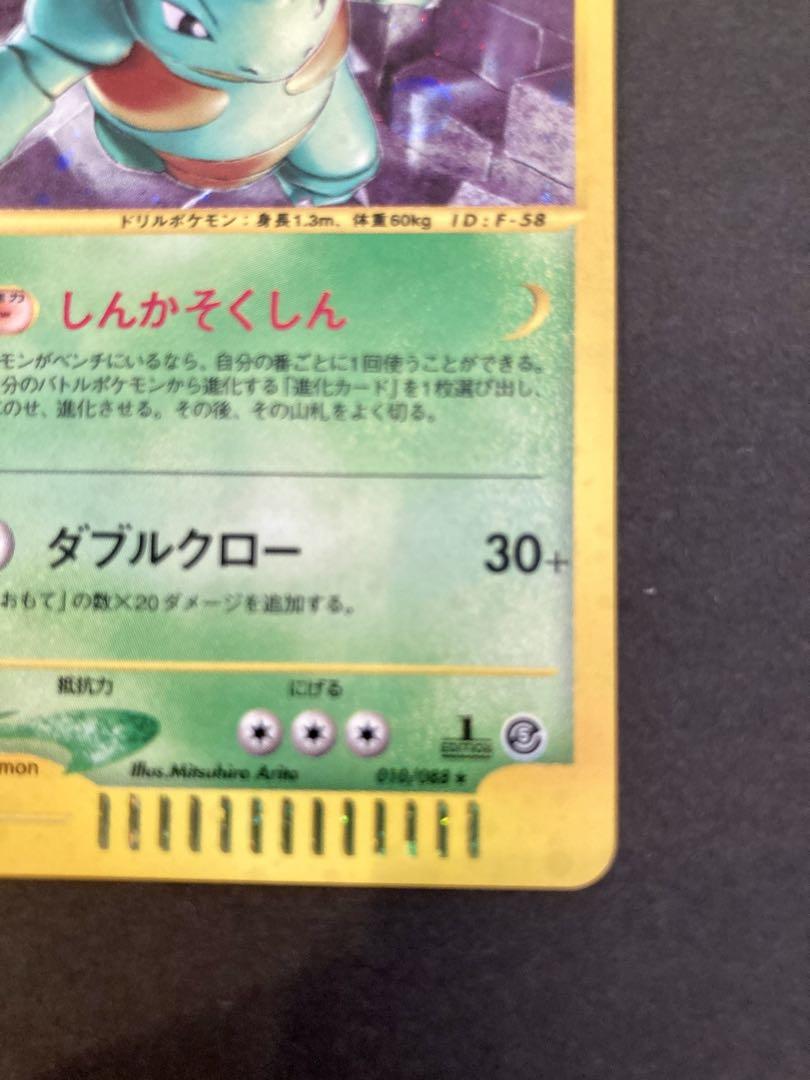 ドリルポケモン：身長1.3m、体重60kg ID：F-58
しんかそくしん
モンがベンチにいるなら、自分の番ごとに1回使うことができる。
分のバトルポケモンから進化する「進化カード」を1枚選び出し、
のせ、進化させる。その後、その山札をよく切る。
ダブルクロー 30+
おもて」の数×20ダメージを追加する。
抵抗力 にげる
1 EDITION
mon Illus.Mitsuhiro Arita 010/088 ★